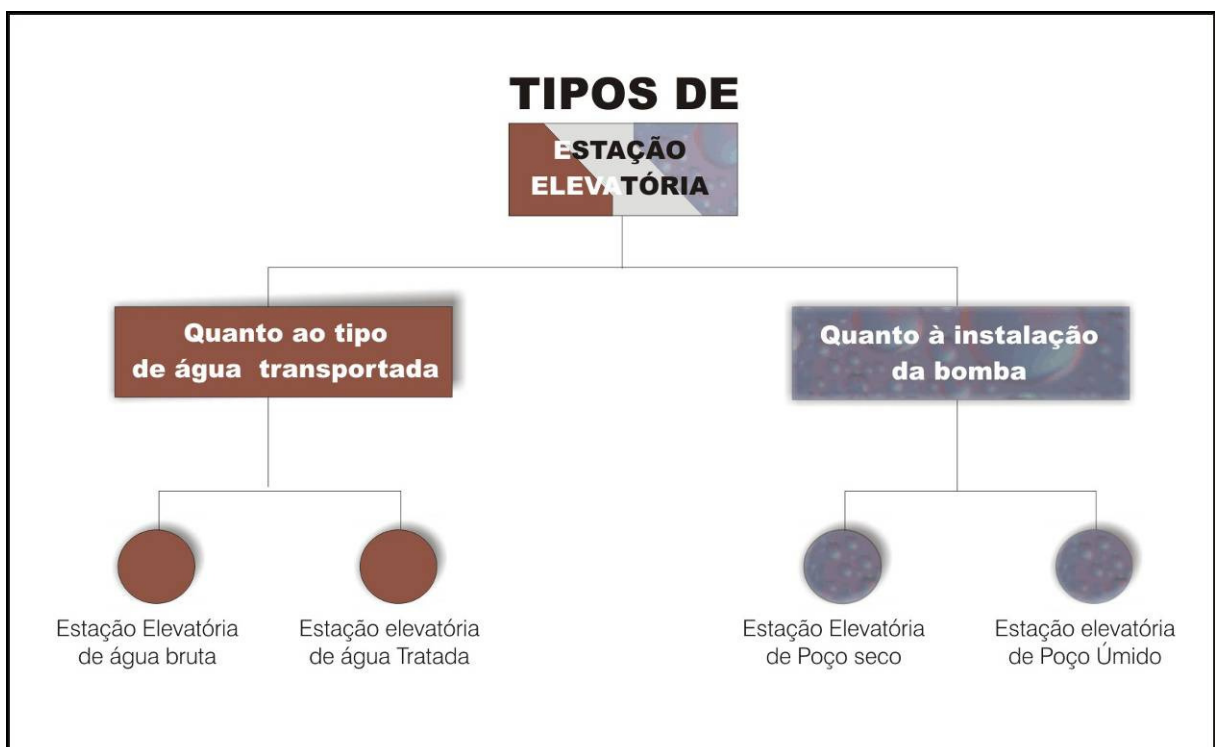 TIPOS DE
ESTAÇÃO
ELEVATÓRIA
Quanto ao tipo
de água transportada
Quanto à instalação
da bomba
Estação Elevatória
de água bruta
Estação elevatória
de água Tratada
Estação Elevatória
de Poço seco
Estação elevatória
de Poço Úmido